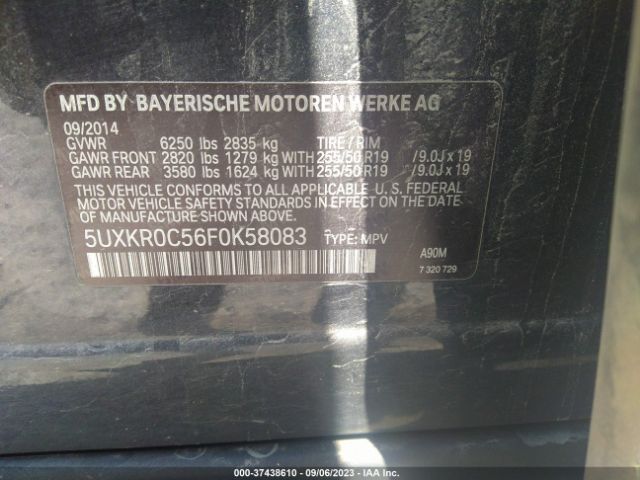 MFD BY BAYERISCHE MOTOREN WERKE AG
09/2014
GVWR 6250 lbs 2835 kg TIRE / RIM
GAWR FRONT 2820 lbs 1279 kg WITH 255/50 R19 /9.0J x 19
GAWR REAR 3580 lbs 1624 kg WITH 255/50 R19 /9.0J x 19
THIS VEHICLE CONFORMS TO ALL APPLICABLE U. S. FEDERAL
MOTOR VEHICLE SAFETY STANDARDS IN EFFECT ON THE DATE
OF MANUFACTURE SHOWN ABOVE.
5UXKR0C56F0K58083 TYPE: MPV
A90M
7 320 729
000-37438610 - 09/06/2023 - IAA Inc.